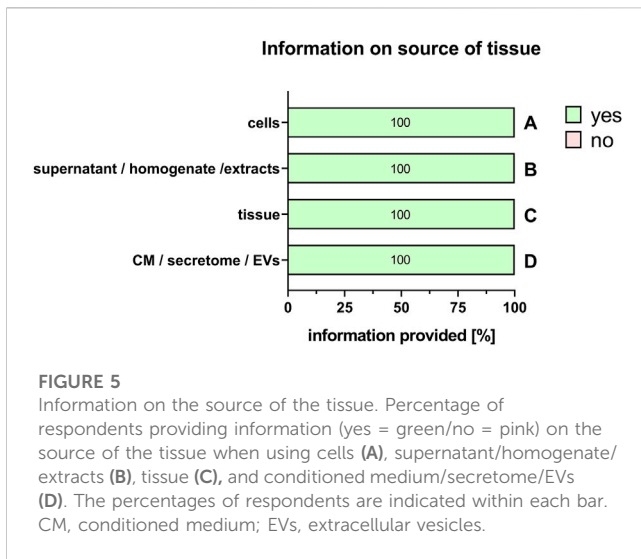 Information on source of tissue
cells
100
A
supernatant / homogenate /extracts
100
B
tissue
100
C
CM / secretome / EVs
100
D
yes
no
0 25 50 75 100
information provided [%]
FIGURE 5
Information on the source of the tissue. Percentage of
respondents providing information (yes = green/no = pink) on the
source of the tissue when using cells (A), supernatant/homogenate/
extracts (B), tissue (C), and conditioned medium/secretome/EVs
(D). The percentages of respondents are indicated within each bar.
CM, conditioned medium; EVs, extracellular vesicles.